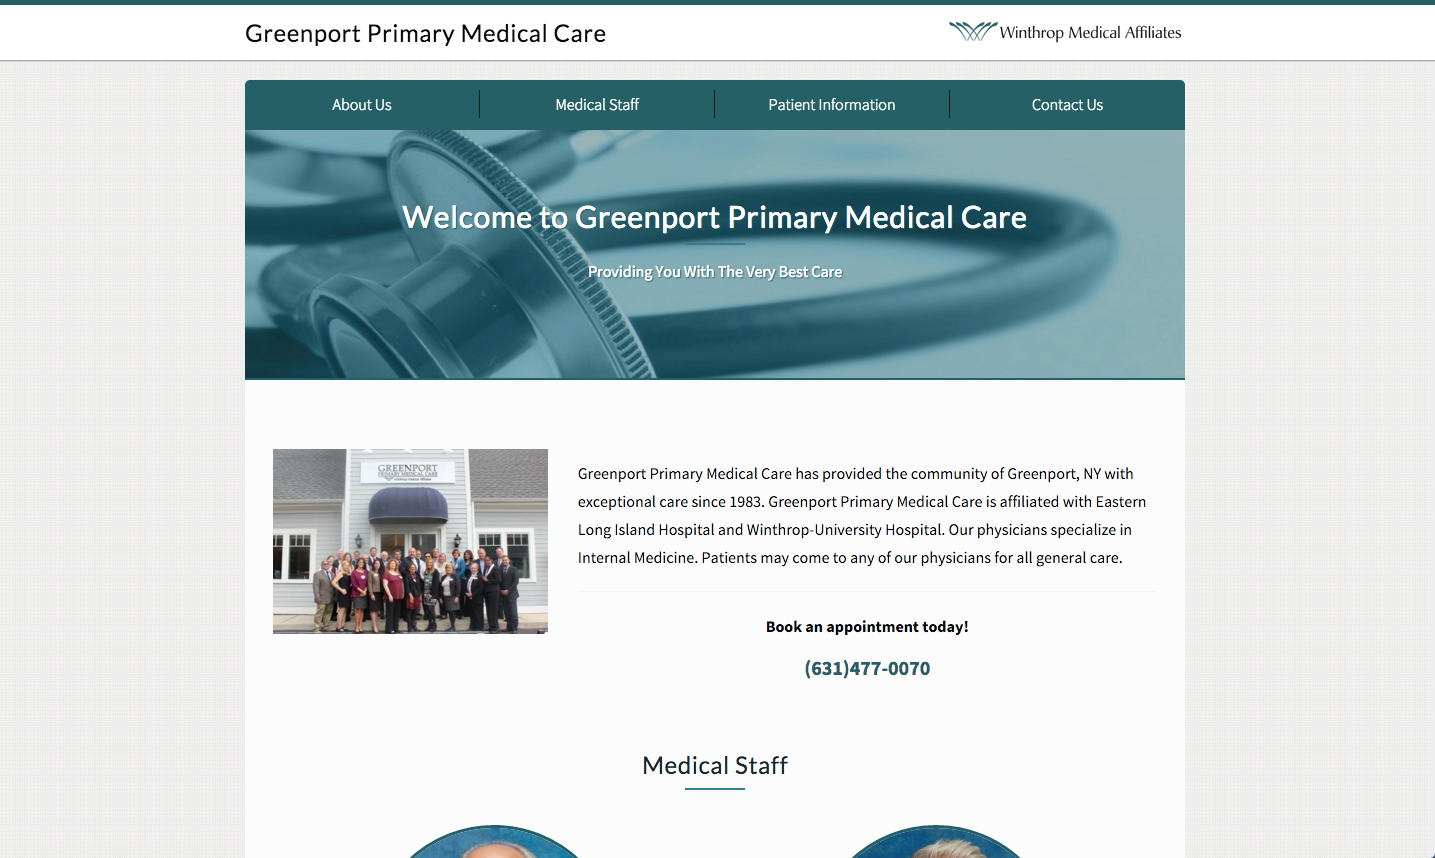 Greenport Primary Medical Care
Winthrop Medical Affiliates
About Us
Medical Staff
Patient Information
Contact Us
Welcome to Greenport Primary Medical Care
Providing You With The Very Best Care
GREENPORT
PRIMARY MEDICAL CARE
Winthrop Medical Affiliates
Greenport Primary Medical Care has provided the community of Greenport, NY with
exceptional care since 1983. Greenport Primary Medical Care is affiliated with Eastern
Long Island Hospital and Winthrop-University Hospital. Our physicians specialize in
Internal Medicine. Patients may come to any of our physicians for all general care.
Book an appointment today!
(631)477-0070
Medical Staff